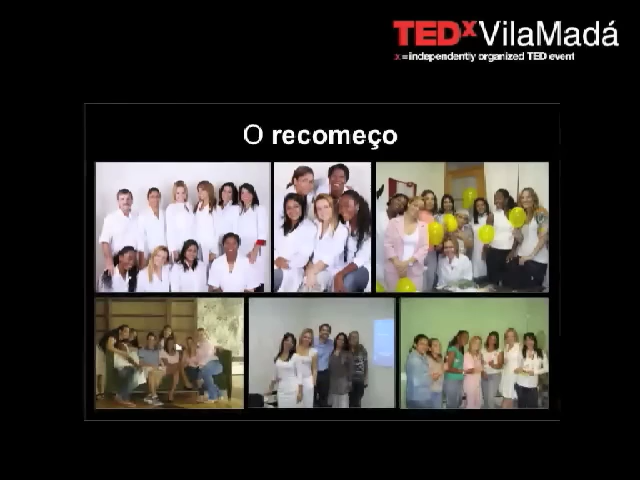 TEDxVilaMadá
x = independently organized TED event
O recomeço